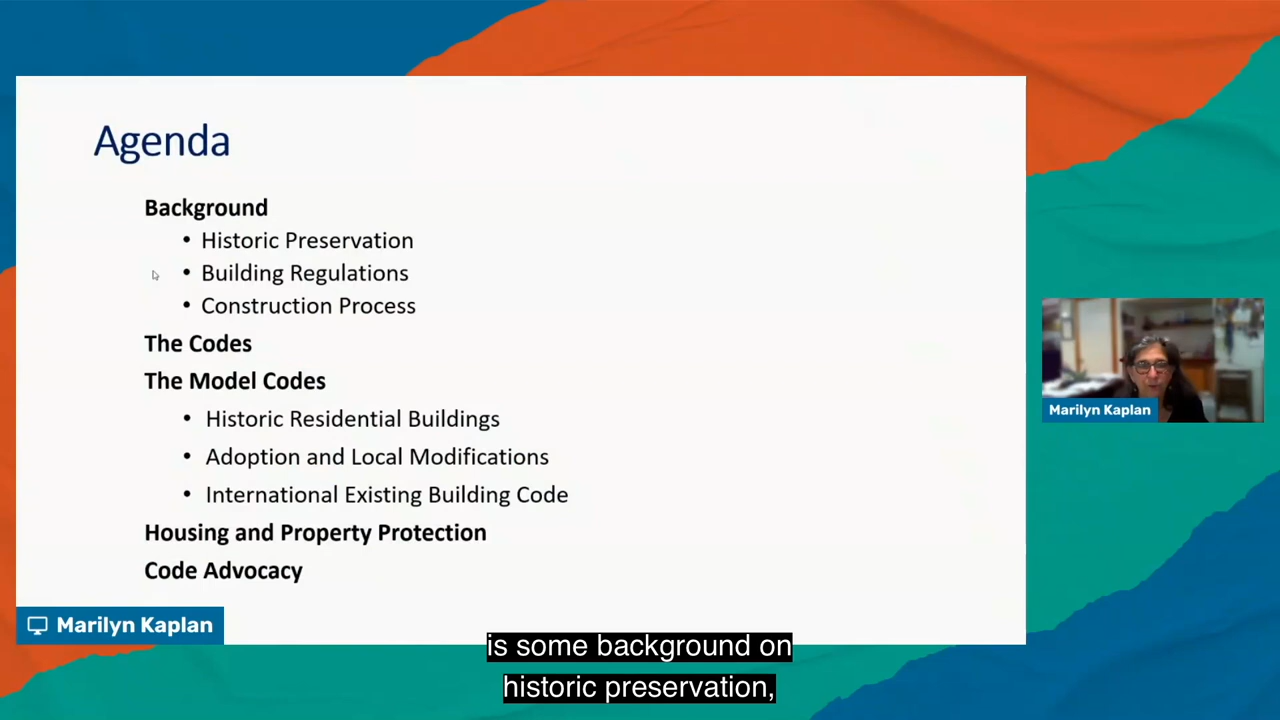 Agenda
Background
• Historic Preservation
• Building Regulations
• Construction Process
The Codes
The Model Codes
• Historic Residential Buildings
• Adoption and Local Modifications
• International Existing Building Code
Housing and Property Protection
Code Advocacy
Marilyn Kaplan
Marilyn Kaplan
is some background on
historic preservation,